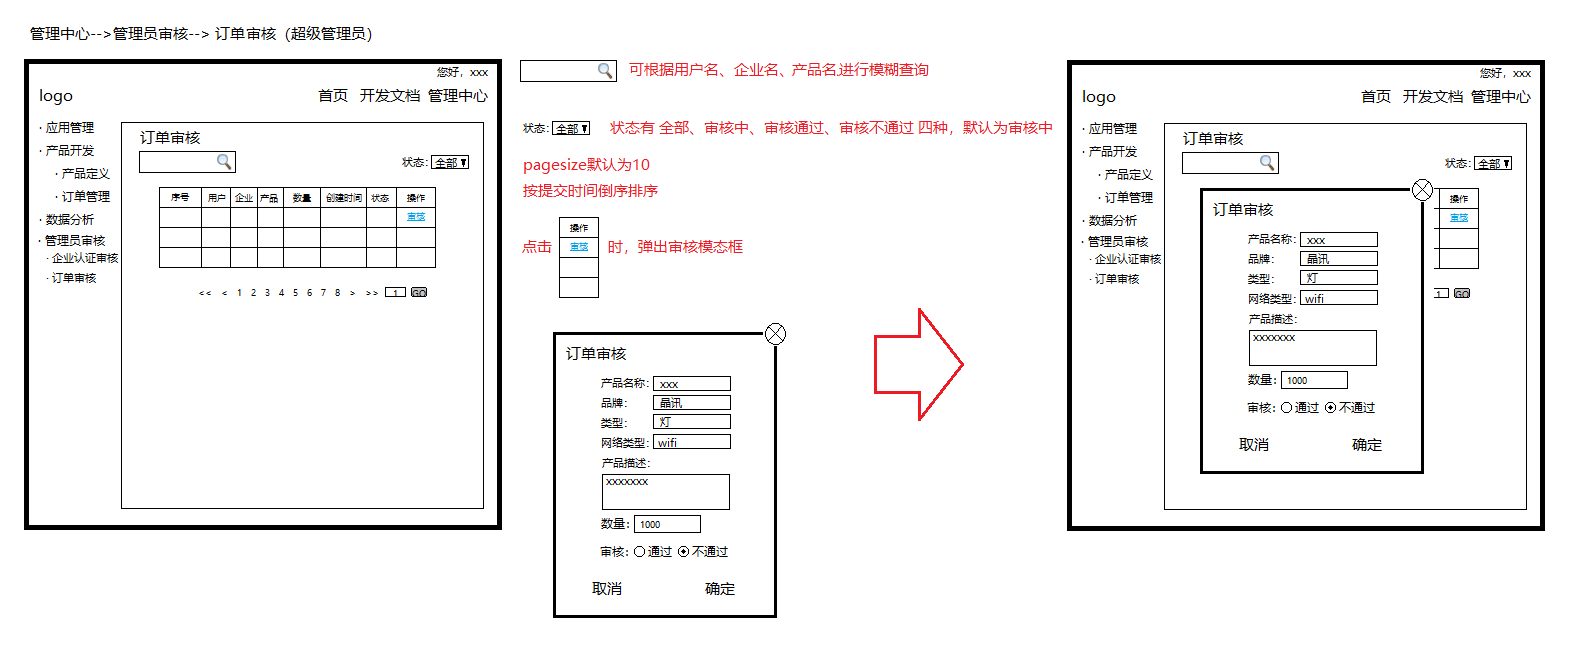 管理中心-->管理员审核--> 订单审核（超级管理员）
您好，xxx
logo
首页 开发文档 管理中心
· 应用管理
· 产品开发
· 产品定义
· 订单管理
· 数据分析
· 管理员审核
· 企业认证审核
· 订单审核
订单审核
状态：全部
序号 用户 企业 产品 数量 创建时间 状态 操作
审核
<< < 1 2 3 4 5 6 7 8 > >> 1 GO
可根据用户名、企业名、产品名进行模糊查询
状态：全部 状态有 全部、审核中、审核通过、审核不通过 四种，默认为审核中
pagesize默认为10
按提交时间倒序排序
操作
点击 审核 时，弹出审核模态框
订单审核
产品名称：xxx
品牌： 晶讯
类型： 灯
网络类型：wifi
产品描述：
xxxxxxx
数量：1000
审核： 通过 不通过
取消 确定
您好，xxx
logo
首页 开发文档 管理中心
· 应用管理
· 产品开发
· 产品定义
· 订单管理
· 数据分析
· 管理员审核
· 企业认证审核
· 订单审核
订单审核
状态：全部
操作
审核
1 GO
订单审核
产品名称：xxx
品牌： 晶讯
类型： 灯
网络类型：wifi
产品描述：
xxxxxxx
数量：1000
审核： 通过 不通过
取消 确定